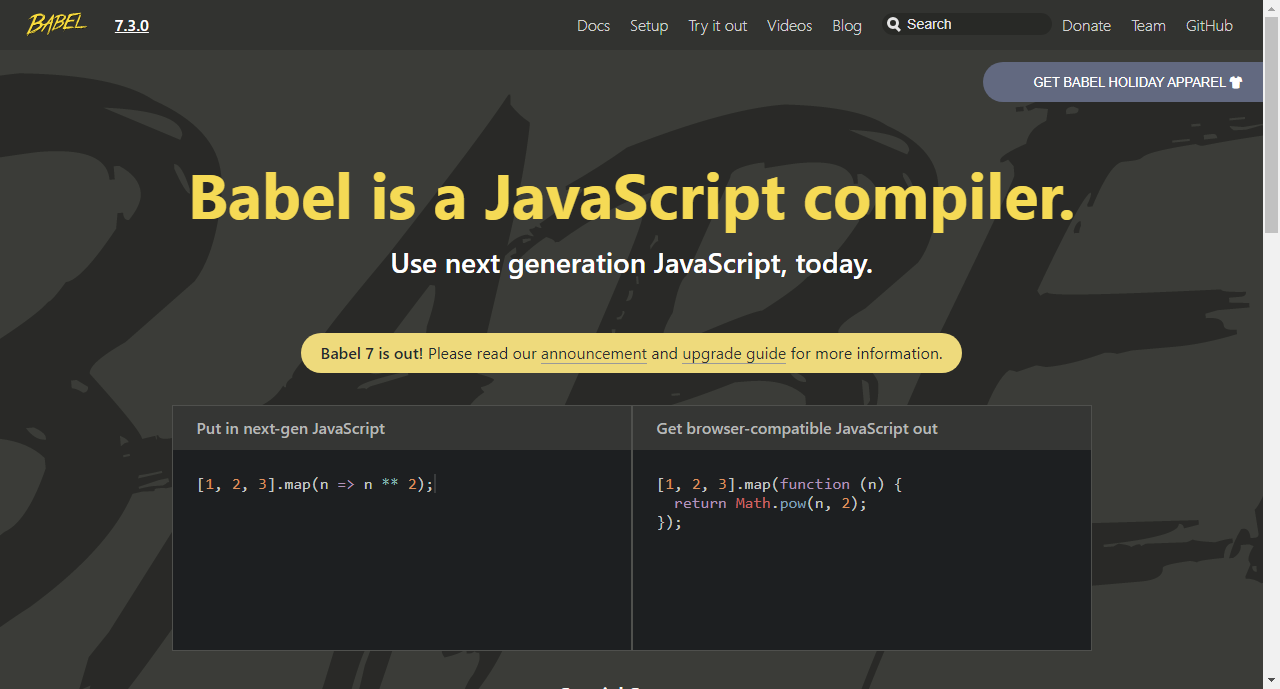 BABEL 7.3.0 Docs Setup Try it out Videos Blog Search Donate Team GitHub
GET BABEL HOLIDAY APPAREL
Babel is a JavaScript compiler.
Use next generation JavaScript, today.
Babel 7 is out! Please read our announcement and upgrade guide for more information.
Put in next-gen JavaScript
[1, 2, 3].map(n => n ** 2);
Get browser-compatible JavaScript out
[1, 2, 3].map(function (n) {
  return Math.pow(n, 2);
});